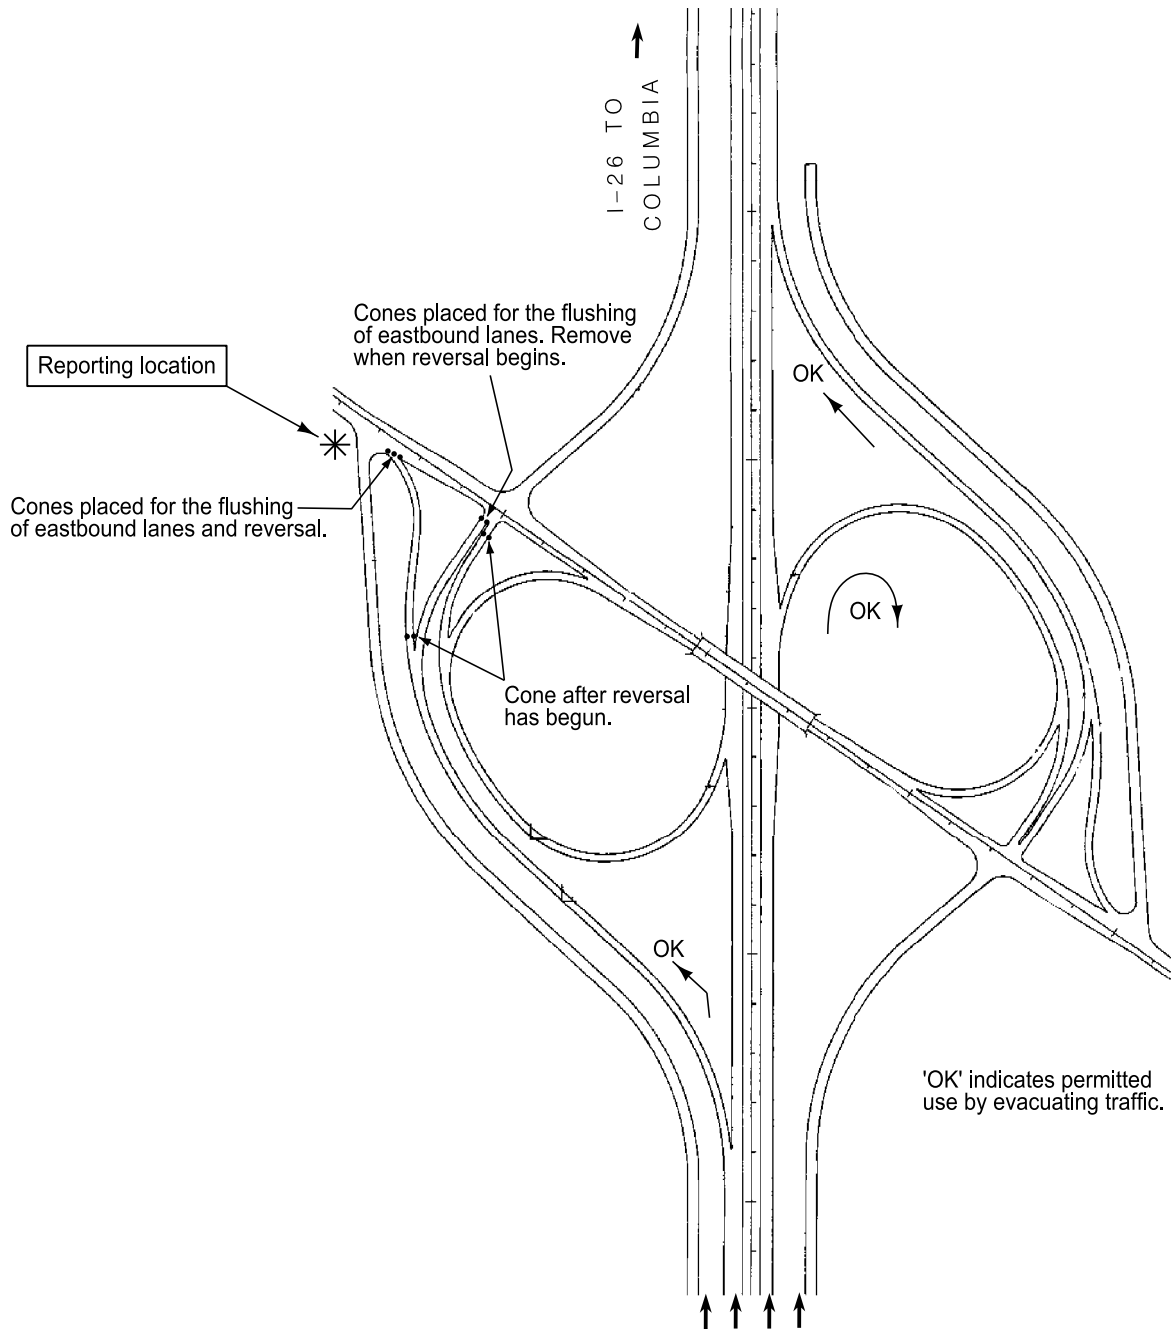 I-26 TO
COLUMBIA
Cones placed for the flushing
of eastbound lanes. Remove
when reversal begins.
Reporting location
OK
Cones placed for the flushing
of eastbound lanes and reversal.
OK
Cone after reversal
has begun.
OK
'OK' indicates permitted
use by evacuating traffic.